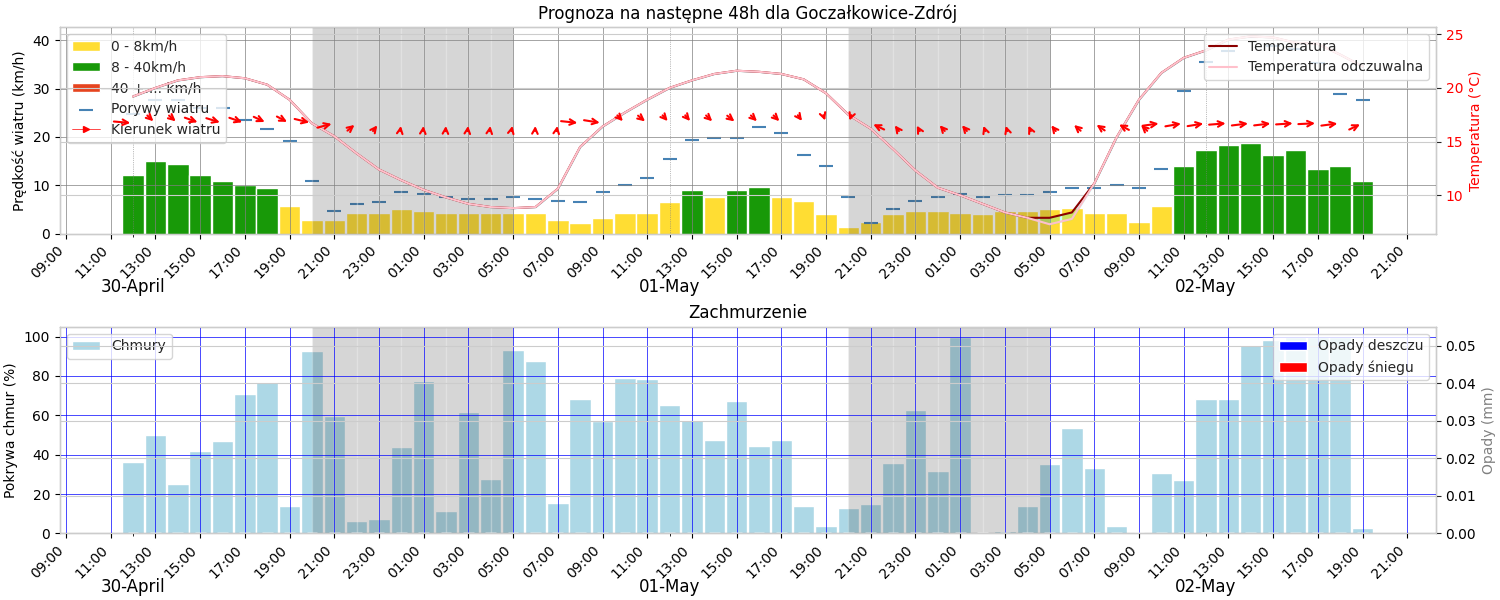 Prognoza na następne 48h dla Goczałkowice-Zdrój
Prędkość wiatru (km/h)
40
30
20
10
0
0 - 8km/h
8 - 40km/h
40 + ... km/h
Porywy wiatru
Kierunek wiatru
Temperatura
Temperatura odczuwalna
25
20
15
10
Temperatura (°C)
09:00 11:00 13:00 15:00 17:00 19:00 21:00 23:00 01:00 03:00 05:00 07:00 09:00 11:00 13:00 15:00 17:00 19:00 21:00 23:00 01:00 03:00 05:00 07:00 09:00 11:00 13:00 15:00 17:00 19:00 21:00
30-April 01-May 02-May
Zachmurzenie
Pokrywa chmur (%)
100
80
60
40
20
0
Chmury
Opady deszczu
Opady śniegu
0.05
0.04
0.03
0.02
0.01
0.00
Opady (mm)
09:00 11:00 13:00 15:00 17:00 19:00 21:00 23:00 01:00 03:00 05:00 07:00 09:00 11:00 13:00 15:00 17:00 19:00 21:00 23:00 01:00 03:00 05:00 07:00 09:00 11:00 13:00 15:00 17:00 19:00 21:00
30-April 01-May 02-May